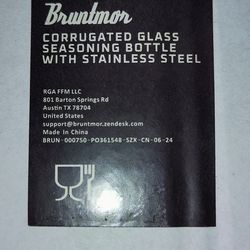 Bruntmor
CORRUGATED GLASS
SEASONING BOTTLE
WITH STAINLESS STEEL
RGA FFM LLC
801 Barton Springs Rd
Austin TX 78704
United States
support@bruntmor.zendesk.com
Made In China
BRUN-000750-PO361548-SZX-CN-06-24